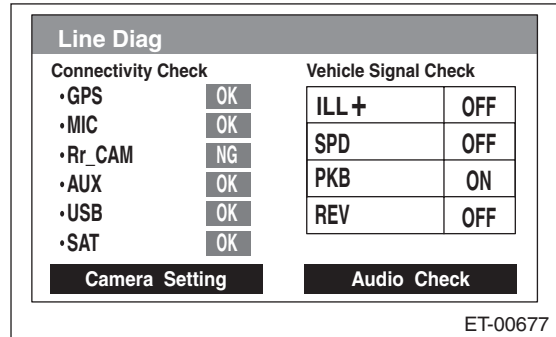 Line Diag
Connectivity Check
・GPS OK
・MIC OK
・Rr_CAM NG
・AUX OK
・USB OK
・SAT OK
Camera Setting
Vehicle Signal Check
ILL+ OFF
SPD OFF
PKB ON
REV OFF
Audio Check
ET-00677